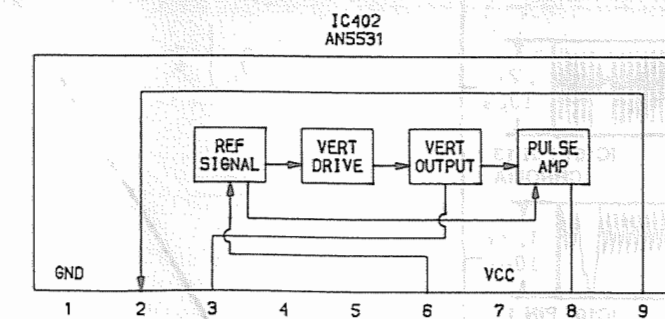 IC402
AN5531
REF
SIGNAL
VERT
DRIVE
VERT
OUTPUT
PULSE
AMP
GND
VCC
1 2 3 4 5 6 7 8 9